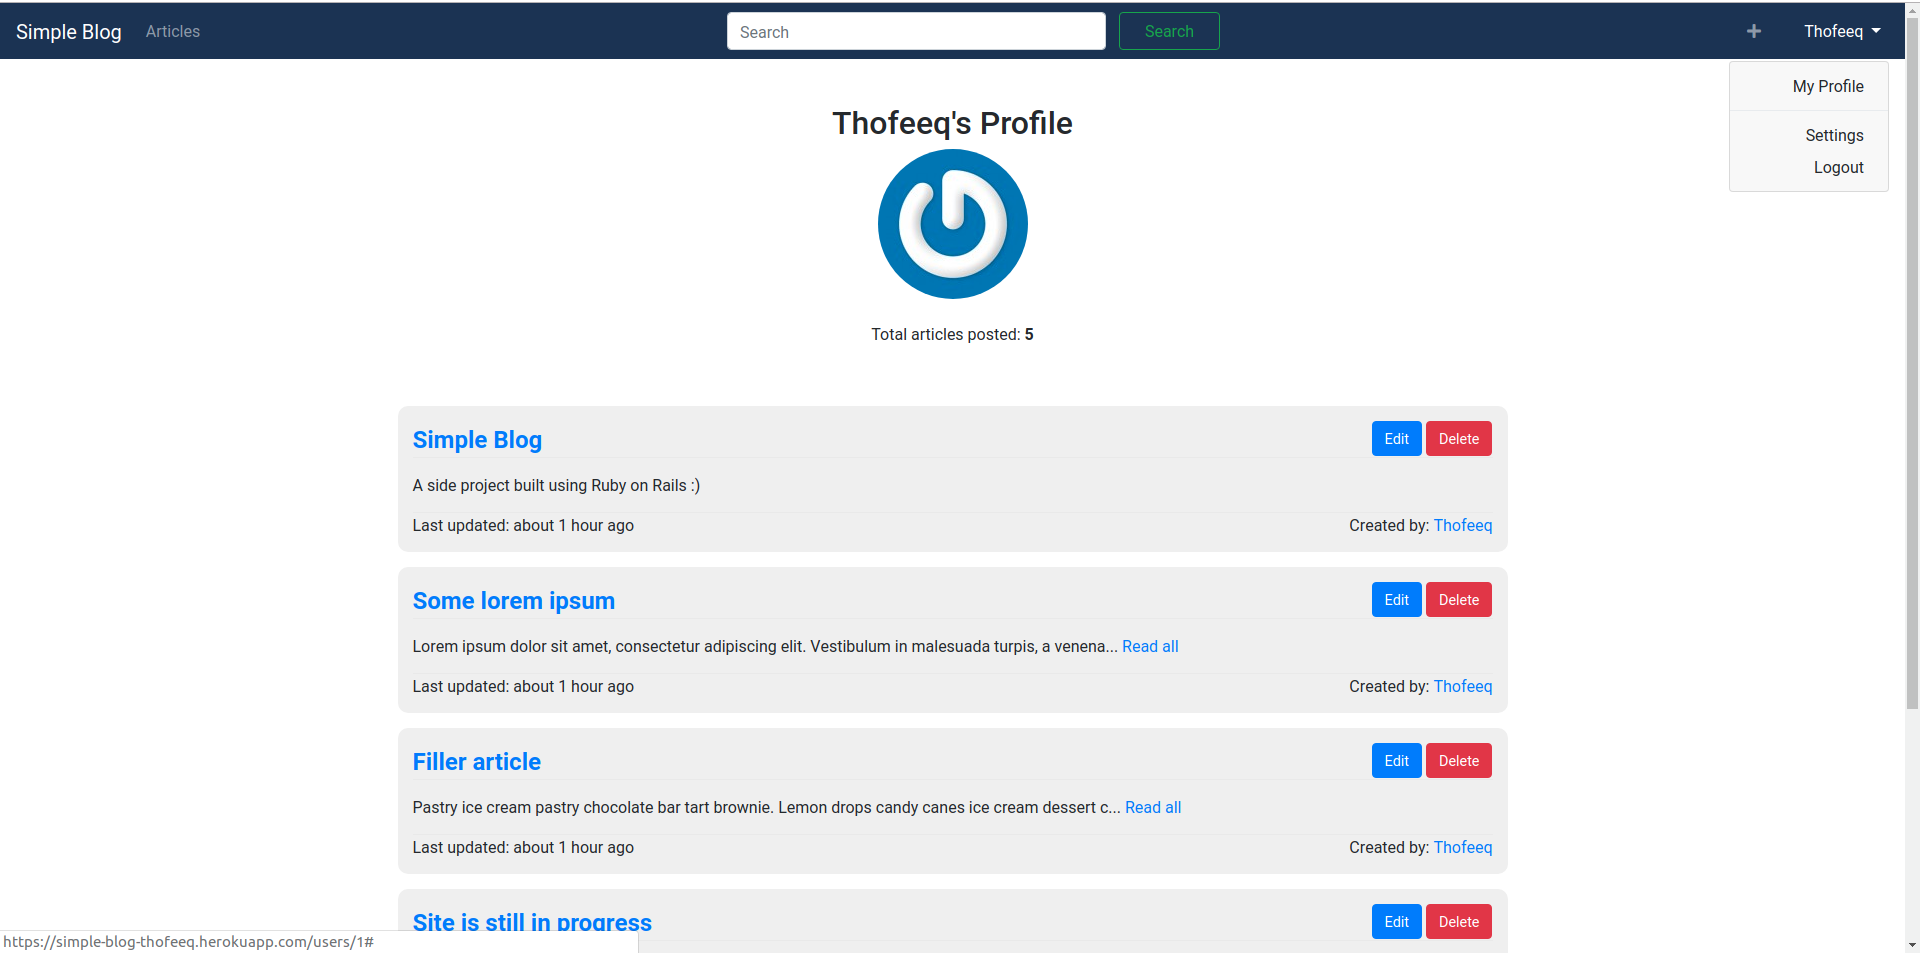 Simple Blog Articles Search Search + Thofeeq
My Profile
Settings
Logout
Thofeeq's Profile
Total articles posted: 5
Simple Blog Edit Delete
A side project built using Ruby on Rails :)
Last updated: about 1 hour ago Created by: Thofeeq
Some lorem ipsum Edit Delete
Lorem ipsum dolor sit amet, consectetur adipiscing elit. Vestibulum in malesuada turpis, a venena... Read all
Last updated: about 1 hour ago Created by: Thofeeq
Filler article Edit Delete
Pastry ice cream pastry chocolate bar tart brownie. Lemon drops candy canes ice cream dessert c... Read all
Last updated: about 1 hour ago Created by: Thofeeq
Site is still in progress Edit Delete
https://simple-blog-thofeeq.herokuapp.com/users/1#